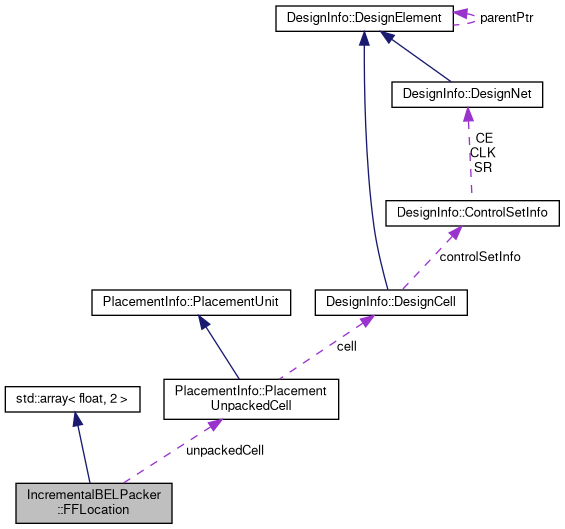 DesignInfo::DesignElement
parentPtr
DesignInfo::DesignNet
CE
CLK
SR
DesignInfo::ControlSetInfo
controlSetInfo
PlacementInfo::PlacementUnit
DesignInfo::DesignCell
cell
PlacementInfo::Placement
UnpackedCell
std::array< float, 2 >
unpackedCell
IncrementalBELPacker
::FFLocation